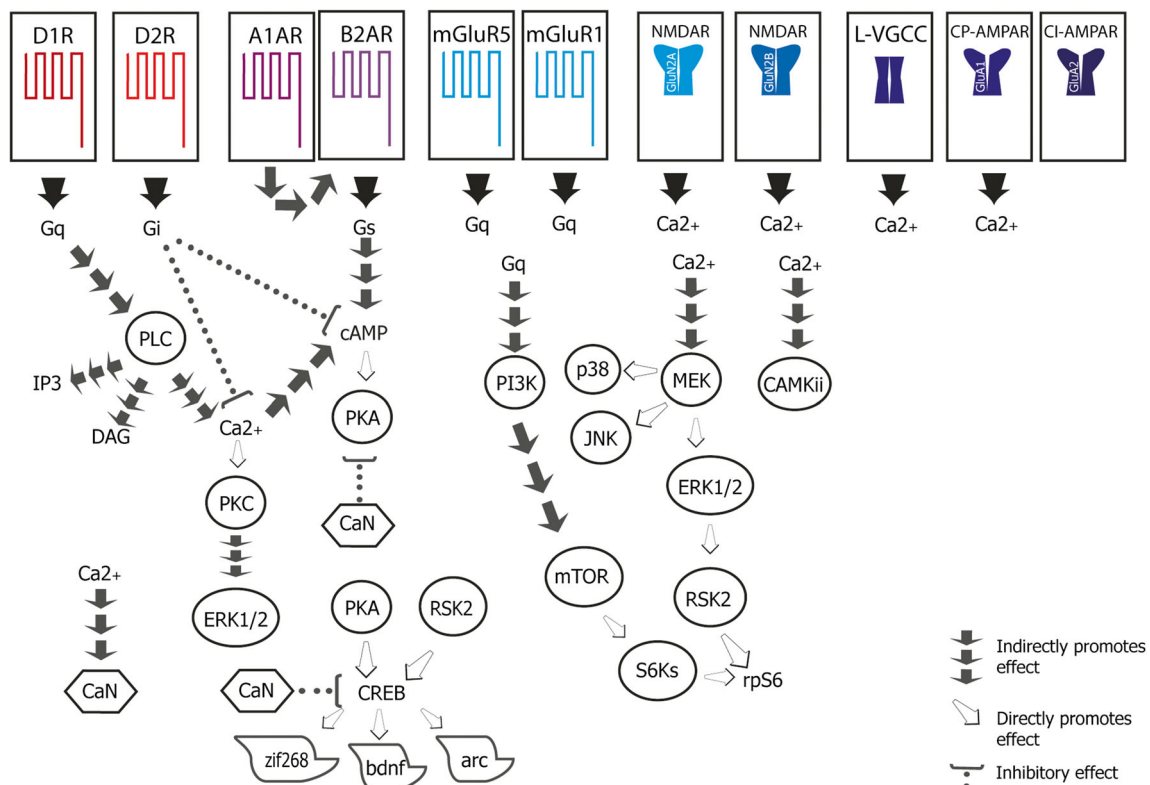 D1R
D2R
A1AR
B2AR
mGluR5
mGluR1
NMDAR
NMDAR
L-VGCC
CP-AMPAR
CI-AMPAR
GluN2A
GluN2B
GluA1
GluA2
Gq
Gi
Gs
Gq
Gq
Ca2+
Ca2+
Ca2+
Ca2+
Gq
Ca2+
Ca2+
PLC
cAMP
IP3
p38
PI3K
MEK
CAMKii
DAG
Ca2+
PKA
JNK
PKC
ERK1/2
CaN
Ca2+
mTOR
RSK2
ERK1/2
PKA
RSK2
CaN
CaN
CREB
S6Ks
rpS6
zif268
bdnf
arc
Indirectly promotes
effect
Directly promotes
effect
Inhibitory effect